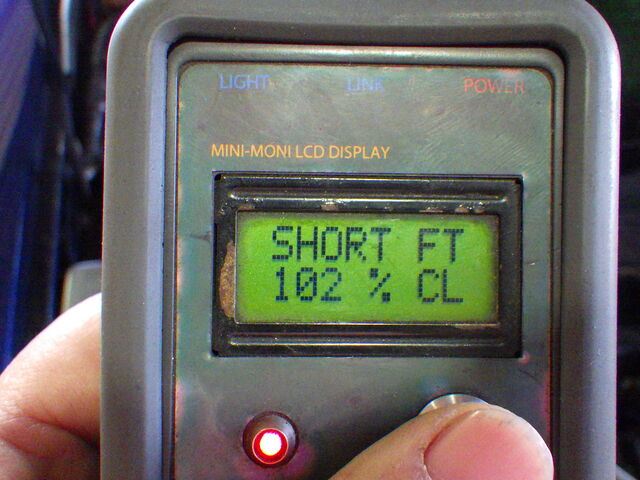 LIGHT LINK POWER
MINI-MONI LCD DISPLAY
SHORT FT
102 % CL